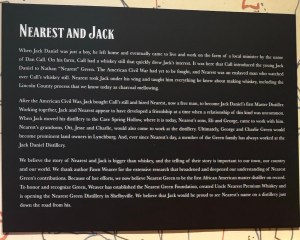 NEAREST AND JACK
When Jack Daniel was just a boy, he left home and eventually came to live and work on the farm of a local minister by the name
of Dan Call. On his farm, Call had a whiskey still that quickly drew Jack's interest. It was here that Call introduced the young Jack
Daniel to Nathan "Nearest" Green. The American Civil War had yet to be fought, and Nearest was an enslaved man who watched
over Call's whiskey still. Nearest took Jack under his wing and taught him everything he knew about making whiskey, including the
Lincoln County process that we know today as charcoal mellowing.
After the American Civil War, Jack bought Call's still and hired Nearest, now a free man, to become Jack Daniel's first Master Distiller.
Working together, Jack and Nearest appear to have developed a friendship at a time when a relationship of this kind was uncommon.
When Jack moved his distillery to the Cave Spring Hollow, where it is today, Nearest's sons, Eli and George, came to work with him.
Nearest's grandsons, Ott, Jesse and Charlie, would also come to work at the distillery. Ultimately, George and Charlie Green would
become prominent land owners in Lynchburg. And, ever since Nearest's day, a member of the Green family has always worked at the
Jack Daniel Distillery.
We believe the story of Nearest and Jack is bigger than whiskey, and the telling of their story is important to our town, our country
and our world. We thank author Fawn Weaver for the extensive research that broadened and deepened our understanding of Nearest
Green's contributions. Because of her efforts, we now believe Nearest Green to be the first African American master distiller on record.
To honor and recognize Green, Weaver has established the Nearest Green Foundation, created Uncle Nearest Premium Whiskey and
is opening the Nearest Green Distillery in Shelbyville. We believe that Jack would be proud to see Nearest's name on a distillery just
down the road from his.